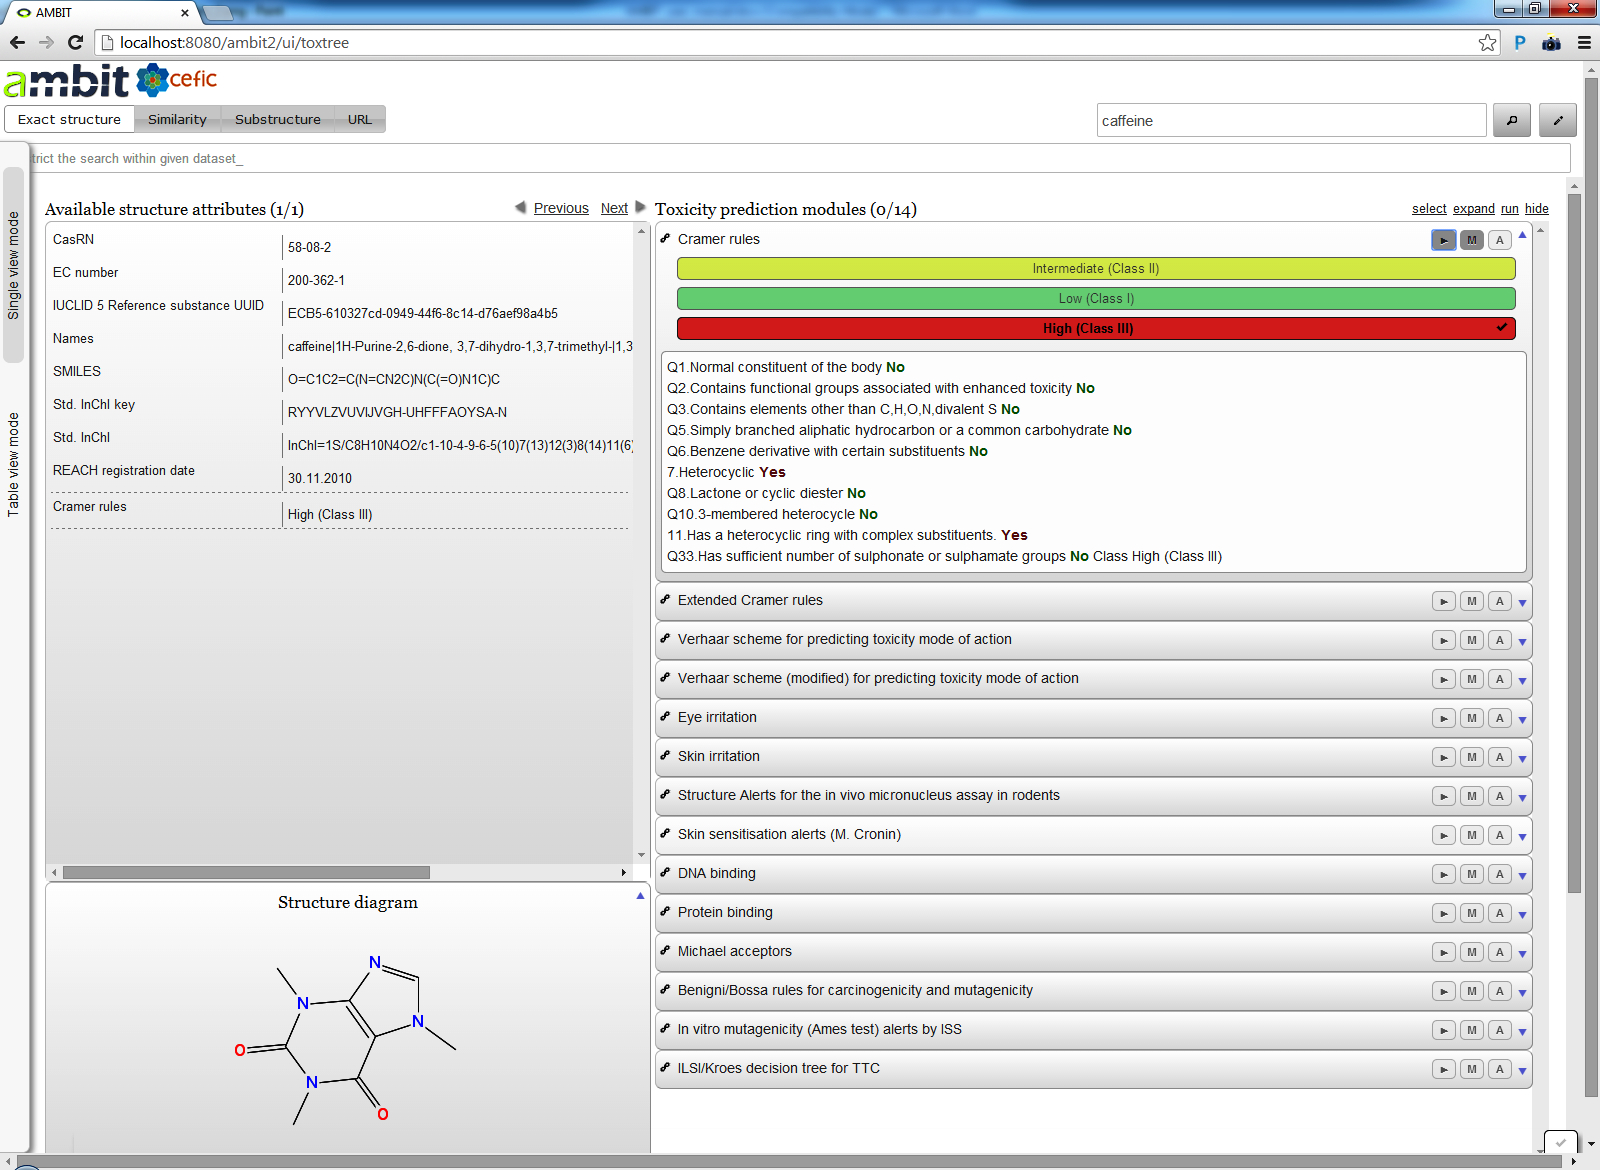 AMBIT
localhost:8080/ambit2/ui/toxtree
P
ambit cefic
Exact structure Similarity Substructure URL
caffeine
trict the search within given dataset_
Single view mode
Table view mode
Available structure attributes (1/1) Previous Next
CasRN 58-08-2
EC number 200-362-1
IUCLID 5 Reference substance UUID ECB5-610327cd-0949-44f6-8c14-d76aef98a4b5
Names caffeine|1H-Purine-2,6-dione, 3,7-dihydro-1,3,7-trimethyl-|1,3
SMILES O=C1C2=C(N=CN2C)N(C(=O)N1C)C
Std. InChI key RYYVLZVUVIJVGH-UHFFFAOYSA-N
Std. InChI InChI=1S/C8H10N4O2/c1-10-4-9-6-5(10)7(13)12(3)8(14)11(6)
REACH registration date 30.11.2010
Cramer rules High (Class III)
Structure diagram
N
N
N
O
N
O
Toxicity prediction modules (0/14) select expand run hide
Cramer rules M A
Intermediate (Class II)
Low (Class I)
High (Class III)
Q1.Normal constituent of the body No
Q2.Contains functional groups associated with enhanced toxicity No
Q3.Contains elements other than C,H,O,N,divalent S No
Q5.Simply branched aliphatic hydrocarbon or a common carbohydrate No
Q6.Benzene derivative with certain substituents No
7.Heterocyclic Yes
Q8.Lactone or cyclic diester No
Q10.3-membered heterocycle No
11.Has a heterocyclic ring with complex substituents. Yes
Q33.Has sufficient number of sulphonate or sulphamate groups No Class High (Class III)
Extended Cramer rules M A
Verhaar scheme for predicting toxicity mode of action M A
Verhaar scheme (modified) for predicting toxicity mode of action M A
Eye irritation M A
Skin irritation M A
Structure Alerts for the in vivo micronucleus assay in rodents M A
Skin sensitisation alerts (M. Cronin) M A
DNA binding M A
Protein binding M A
Michael acceptors M A
Benigni/Bossa rules for carcinogenicity and mutagenicity M A
In vitro mutagenicity (Ames test) alerts by ISS M A
ILSI/Kroes decision tree for TTC M A